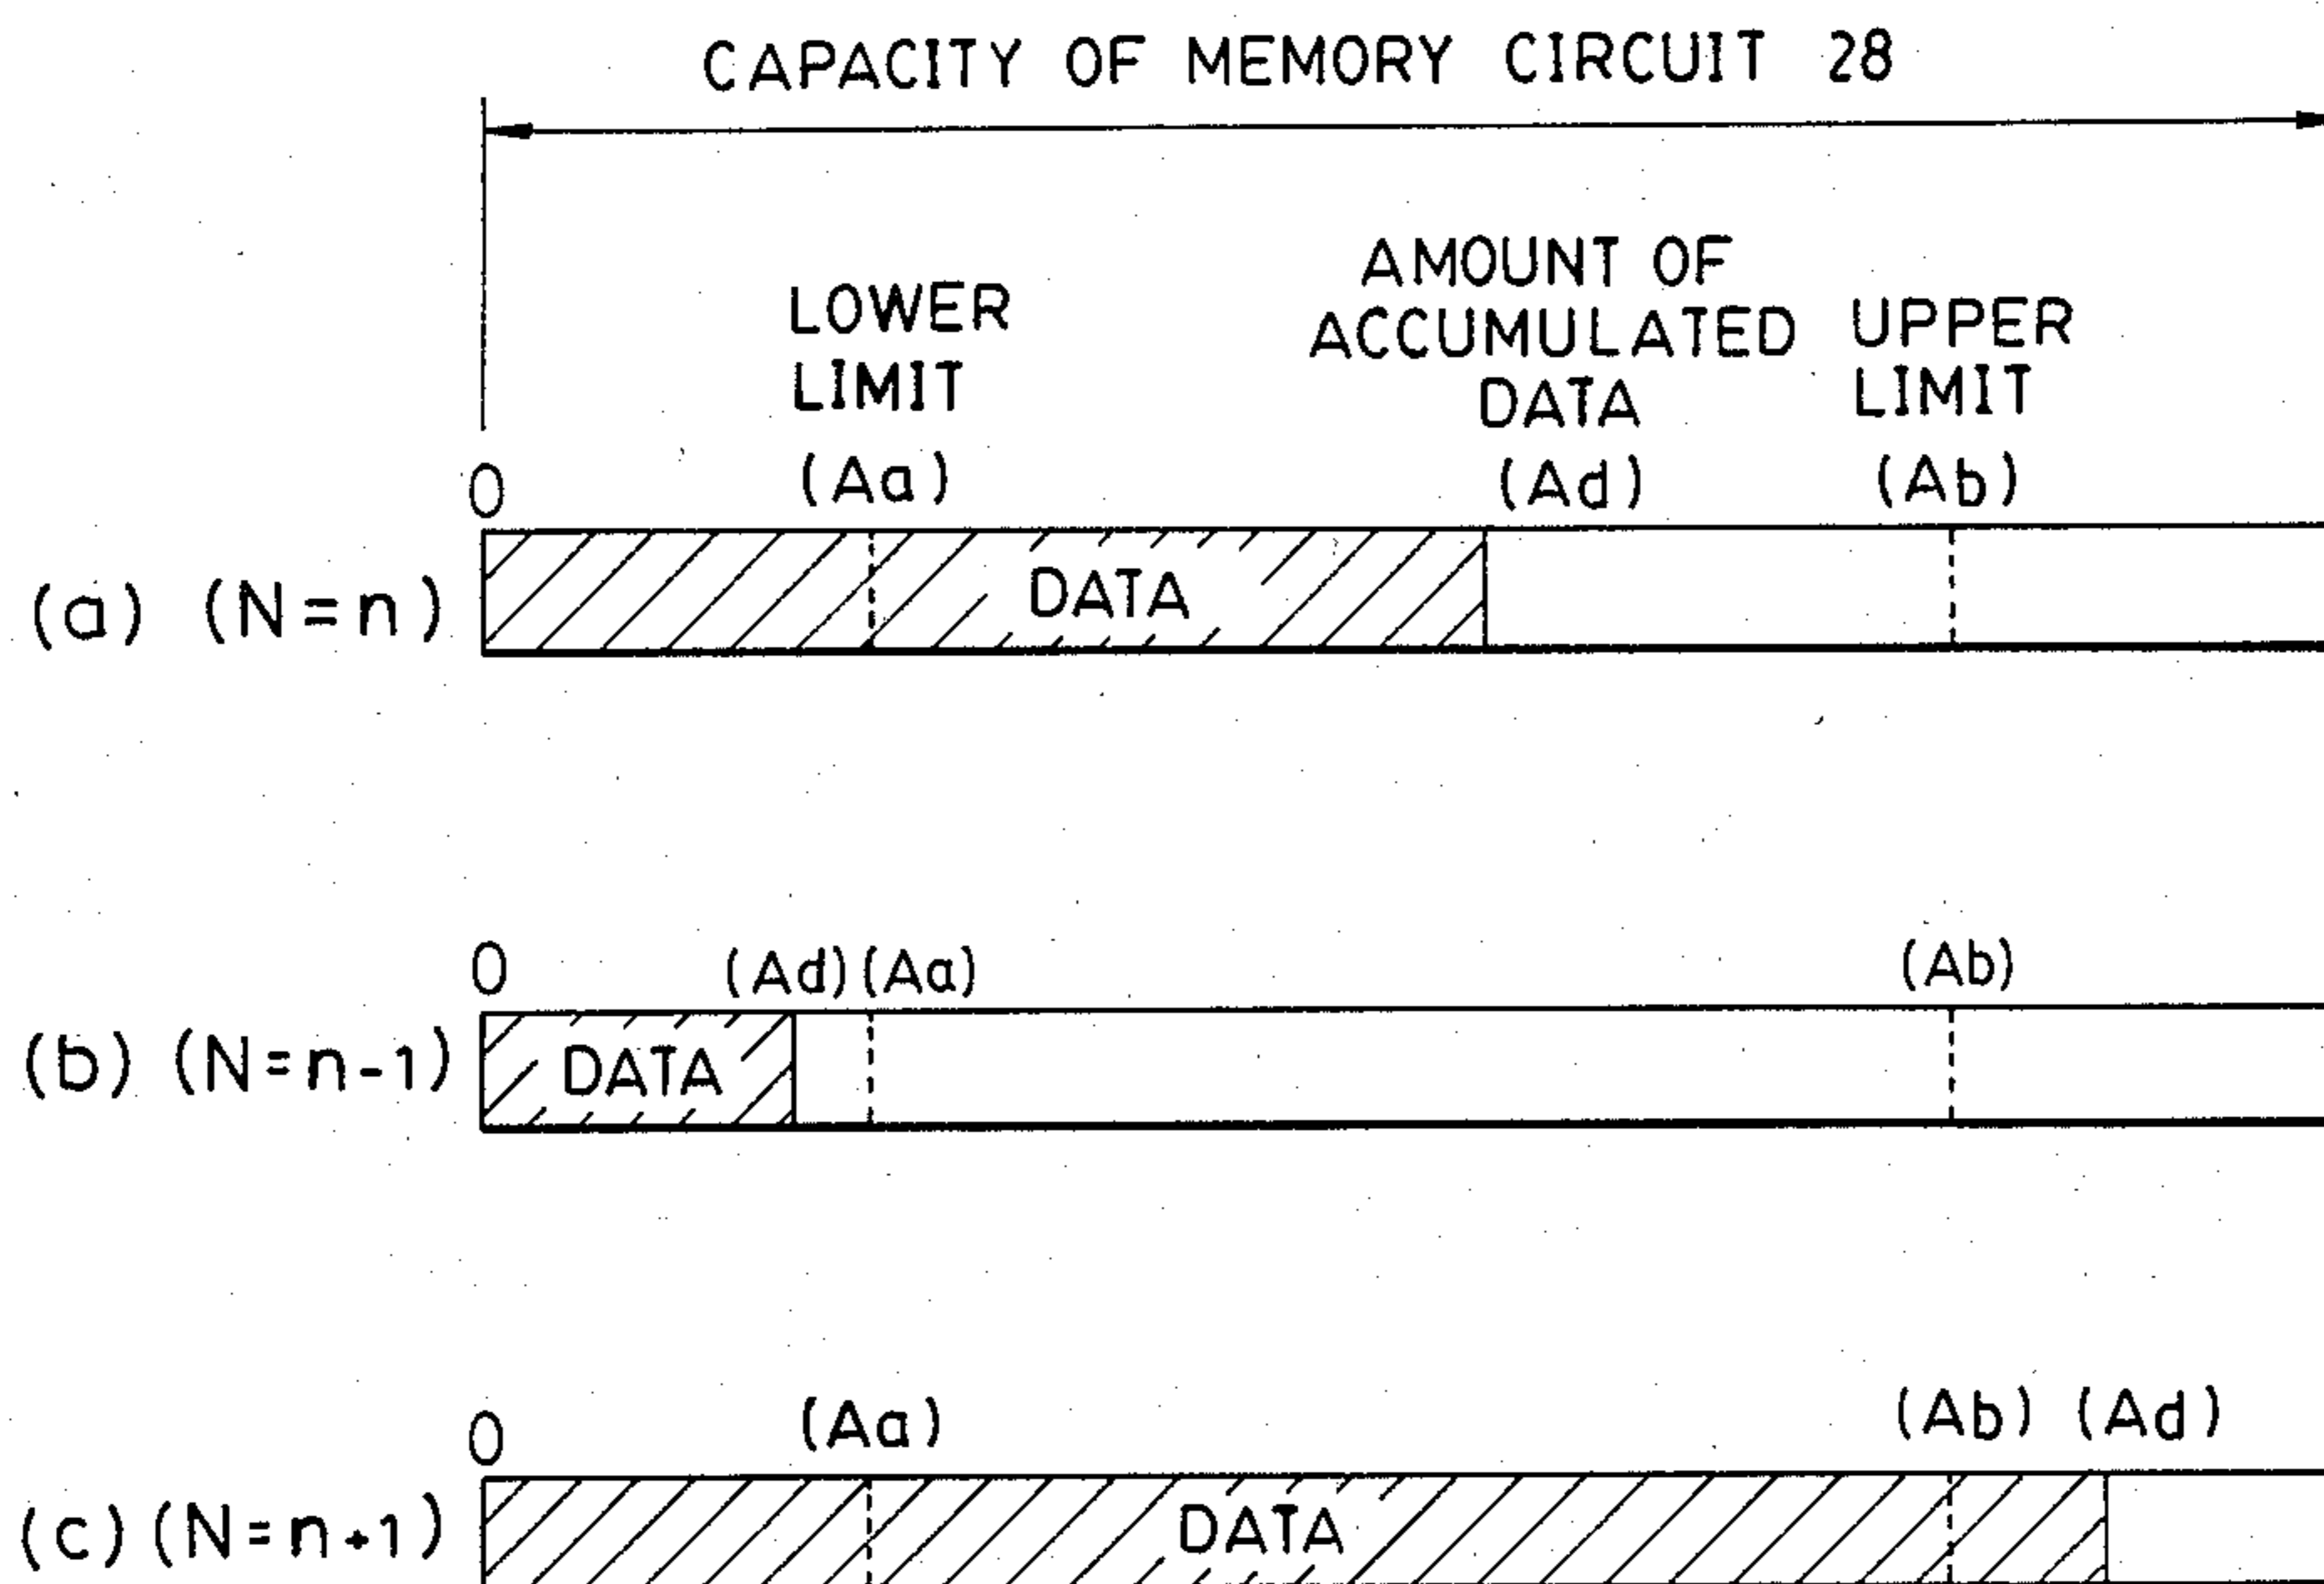 CAPACITY OF MEMORY CIRCUIT 28
LOWER
LIMIT
(Aa)
AMOUNT OF
ACCUMULATED
DATA
(Ad)
UPPER
LIMIT
(Ab)
0
(a) (N=n)
DATA
0
(Ad) (Aa)
(Ab)
(b) (N=n-1)
DATA
0
(Aa)
(Ab) (Ad)
(c) (N=n+1)
DATA